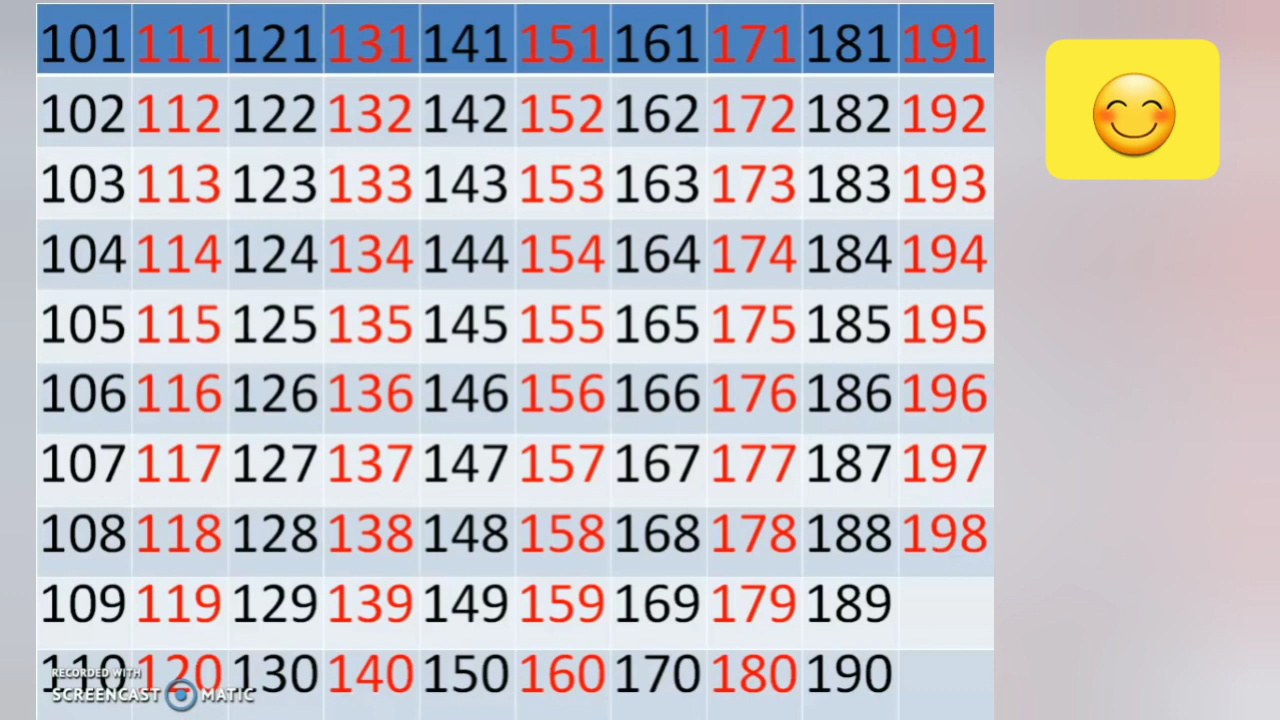 101 111 121 131 141 151 161 171 181 191
102 112 122 132 142 152 162 172 182 192
103 113 123 133 143 153 163 173 183 193
104 114 124 134 144 154 164 174 184 194
105 115 125 135 145 155 165 175 185 195
106 116 126 136 146 156 166 176 186 196
107 117 127 137 147 157 167 177 187 197
108 118 128 138 148 158 168 178 188 198
109 119 129 139 149 159 169 179 189
110 120 130 140 150 160 170 180 190
RECORDED WITH
SCREENCAST MATIC